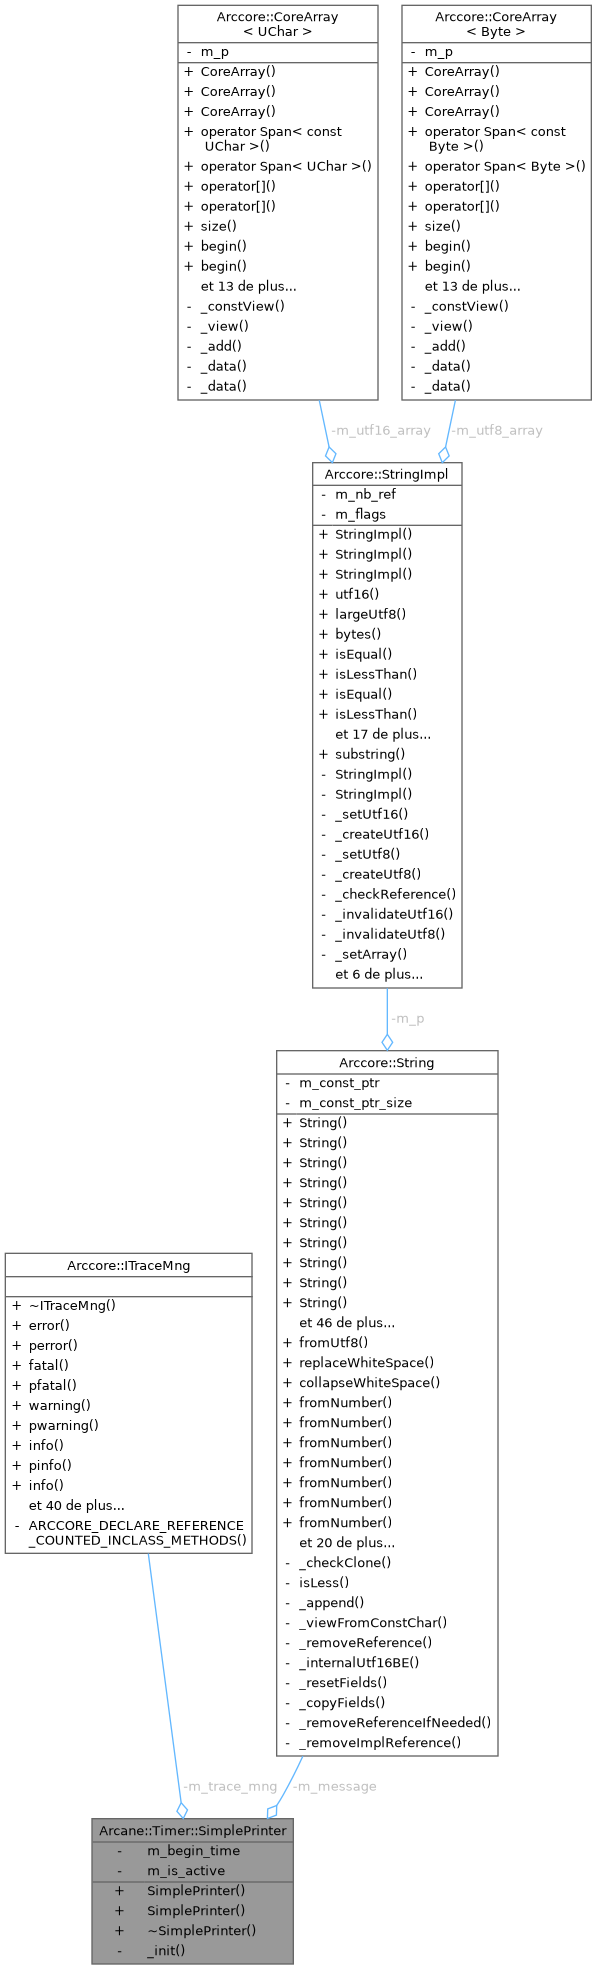 Arccore::CoreArray
< UChar >
- m_p
+ CoreArray()
+ CoreArray()
+ CoreArray()
+ operator Span< const
UChar >()
+ operator Span< UChar >()
+ operator[]()
+ operator[]()
+ size()
+ begin()
+ begin()
et 13 de plus...
- _constView()
- _view()
- _add()
- _data()
- _data()
Arccore::CoreArray
< Byte >
- m_p
+ CoreArray()
+ CoreArray()
+ CoreArray()
+ operator Span< const
Byte >()
+ operator Span< Byte >()
+ operator[]()
+ operator[]()
+ size()
+ begin()
+ begin()
et 13 de plus...
- _constView()
- _view()
- _add()
- _data()
- _data()
-m_utf16_array
-m_utf8_array
Arccore::StringImpl
- m_nb_ref
- m_flags
+ StringImpl()
+ StringImpl()
+ StringImpl()
+ utf16()
+ largeUtf8()
+ bytes()
+ isEqual()
+ isLessThan()
+ isEqual()
+ isLessThan()
et 17 de plus...
+ substring()
- StringImpl()
- StringImpl()
- _setUtf16()
- _createUtf16()
- _setUtf8()
- _createUtf8()
- _checkReference()
- _invalidateUtf16()
- _invalidateUtf8()
- _setArray()
et 6 de plus...
-m_p
Arccore::String
- m_const_ptr
- m_const_ptr_size
+ String()
+ String()
+ String()
+ String()
+ String()
+ String()
+ String()
+ String()
+ String()
+ String()
et 46 de plus...
+ fromUtf8()
+ replaceWhiteSpace()
+ collapseWhiteSpace()
+ fromNumber()
+ fromNumber()
+ fromNumber()
+ fromNumber()
+ fromNumber()
+ fromNumber()
+ fromNumber()
et 20 de plus...
- _checkClone()
- isLess()
- _append()
- _viewFromConstChar()
- _removeReference()
- _internalUtf16BE()
- _resetFields()
- _copyFields()
- _removeReferenceIfNeeded()
- _removeImplReference()
Arccore::ITraceMng
+ ~ITraceMng()
+ error()
+ perror()
+ fatal()
+ pfatal()
+ warning()
+ pwarning()
+ info()
+ pinfo()
+ info()
et 40 de plus...
- ARCCORE_DECLARE_REFERENCE
_COUNTED_INCLASS_METHODS()
-m_trace_mng
-m_message
Arcane::Timer::SimplePrinter
- m_begin_time
- m_is_active
+ SimplePrinter()
+ SimplePrinter()
+ ~SimplePrinter()
- _init()